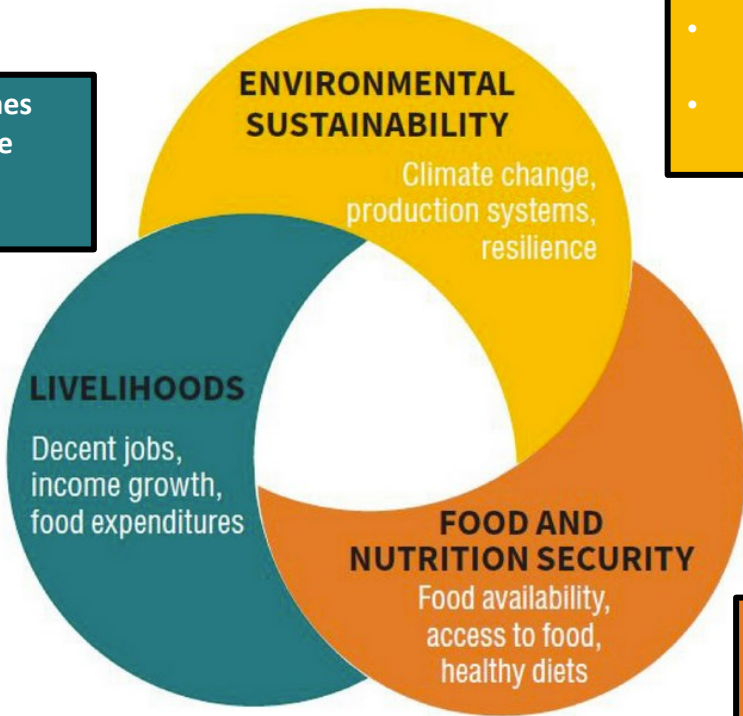 ENVIRONMENTAL
SUSTAINABILITY
Climate change,
production systems,
resilience
LIVELIHOODS
Decent jobs,
income growth,
food expenditures
FOOD AND
NUTRITION SECURITY
Food availability,
access to food,
healthy diets